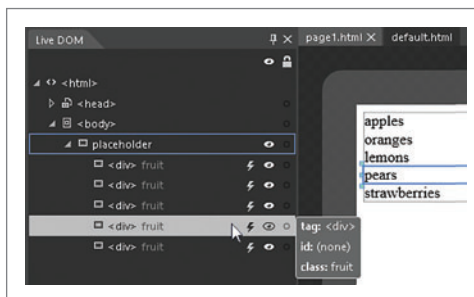 Live DOM
page1.html
default.html
<html>
<head>
<body>
placeholder
<div> fruit
<div> fruit
<div> fruit
<div> fruit
<div> fruit
tag: <div>
id: (none)
class: fruit
apples
oranges
lemons
pears
strawberries